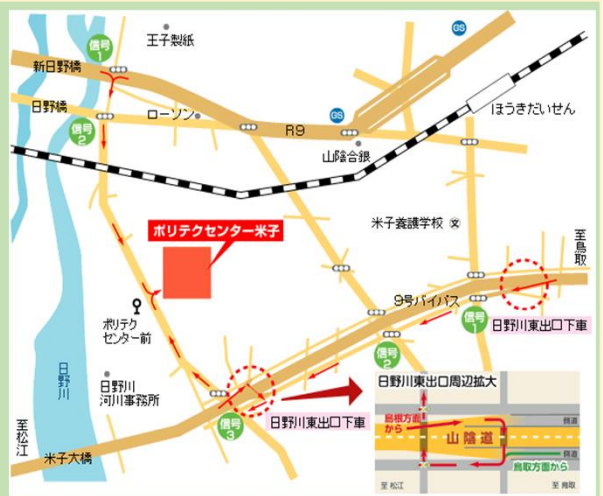 王子製紙
GS
信号
1
新日野橋
日野橋
ローソン
信号
2
R9
GS
山陰合銀
ほうきだいせん
ポリテクセンター米子
米子養護学校 文
至鳥取
9号バイパス
信号
1
日野川東出口下車
信号
2
ポリテク
センター前
日野川
日野川
河川事務所
信号
3
日野川東出口下車
至松江
米子大橋
日野川東出口周辺拡大
島根方面
から
山陰道
側道
側道
鳥取方面から
至 松江
至 鳥取